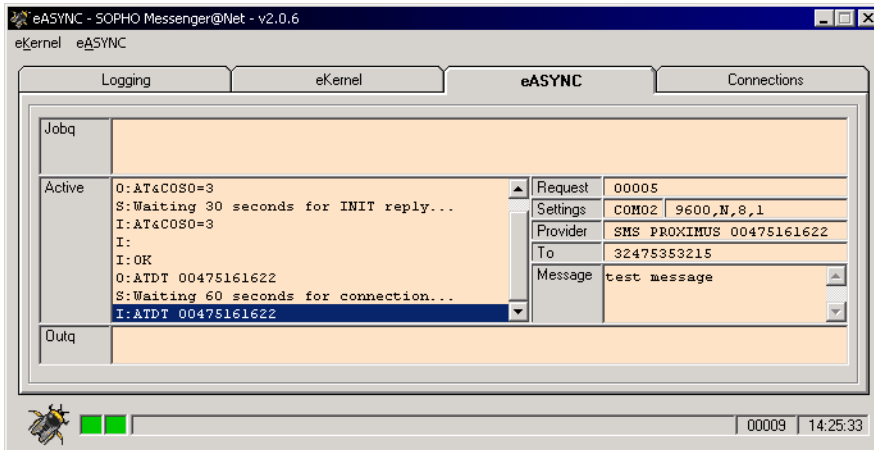 eASYNC - SOPHO Messenger@Net - v2.0.6
eKernel eASYNC
Logging eKernel eASYNC Connections
Jobq
Active
O:AT&C0S0=3
S:Waiting 30 seconds for INIT reply...
I:AT&C0S0=3
I:
I:OK
O:ATDT 00475161622
S:Waiting 60 seconds for connection...
I:ATDT 00475161622
Request 00005
Settings COM02 9600,N,8,1
Provider SMS PROXIMUS 00475161622
To 32475353215
Message test message
Outq
00009 14:25:33